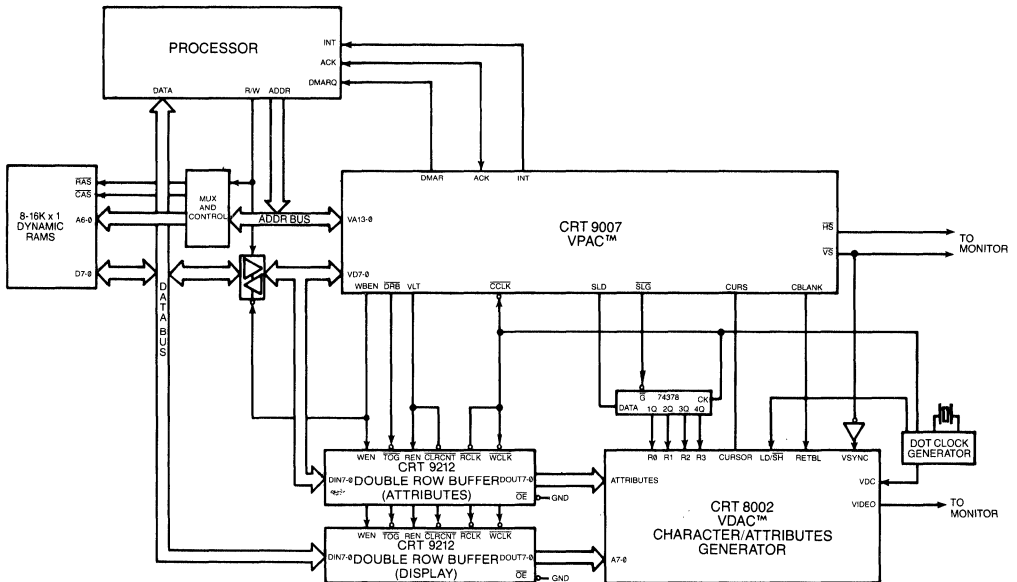 PROCESSOR
INT
ACK
DMARQ
DATA
R/W
ADDR
8-16K x 1
DYNAMIC
RAMS
RAS
CAS
A6-0
D7-0
MUX
AND
CONTROL
ADDR BUS
DATA BUS
DMAR
ACK
INT
VA13-0
VD7-0
CRT 9007
VPAC™
HS
VS
TO
MONITOR
WBEN
DRB
VLT
CCLK
SLD
SLG
CURS
CBLANK
G
74378
CK
DATA
1Q
2Q
3Q
4Q
DOT CLOCK
GENERATOR
WEN
TOG
REN
CLRCNT
RCLK
WCLK
CRT 9212
DIN7-0
DOUBLE ROW BUFFER
DOUT7-0
(ATTRIBUTES)
OE
GND
WEN
TOG
REN
CLRCNT
RCLK
WCLK
CRT 9212
DIN7-0
DOUBLE ROW BUFFER
DOUT7-0
(DISPLAY)
OE
GND
R0
R1
R2
R3
CURSOR
LD/SH
RETBL
VSYNC
ATTRIBUTES
VDC
VIDEO
CRT 8002
VDAC™
CHARACTER/ATTRIBUTES
GENERATOR
A7-0
TO
MONITOR